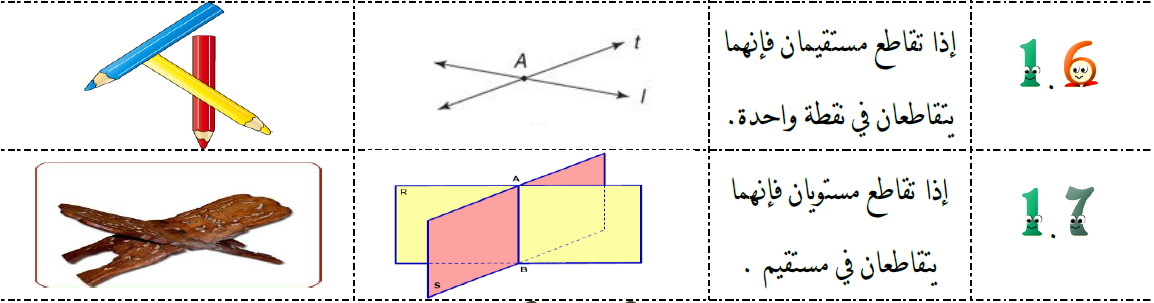 1.6
إذا تقاطع مستقيمان فإنهما
يتقاطعان في نقطة واحدة.
t
A
l
1.7
إذا تقاطع مستويان فإنهما
يتقاطعان في مستقيم .
A
R
B
S